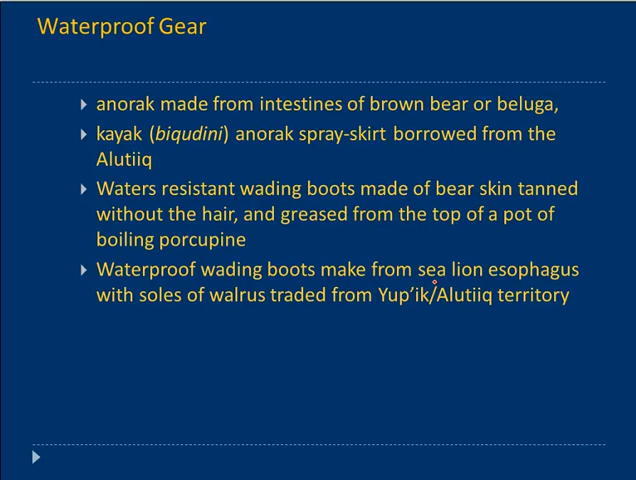 Waterproof Gear
anorak made from intestines of brown bear or beluga,
kayak (biqudini) anorak spray-skirt borrowed from the
Alutiiq
Waters resistant wading boots made of bear skin tanned
without the hair, and greased from the top of a pot of
boiling porcupine
Waterproof wading boots make from sea lion esophagus
with soles of walrus traded from Yup’ik/Alutiiq territory